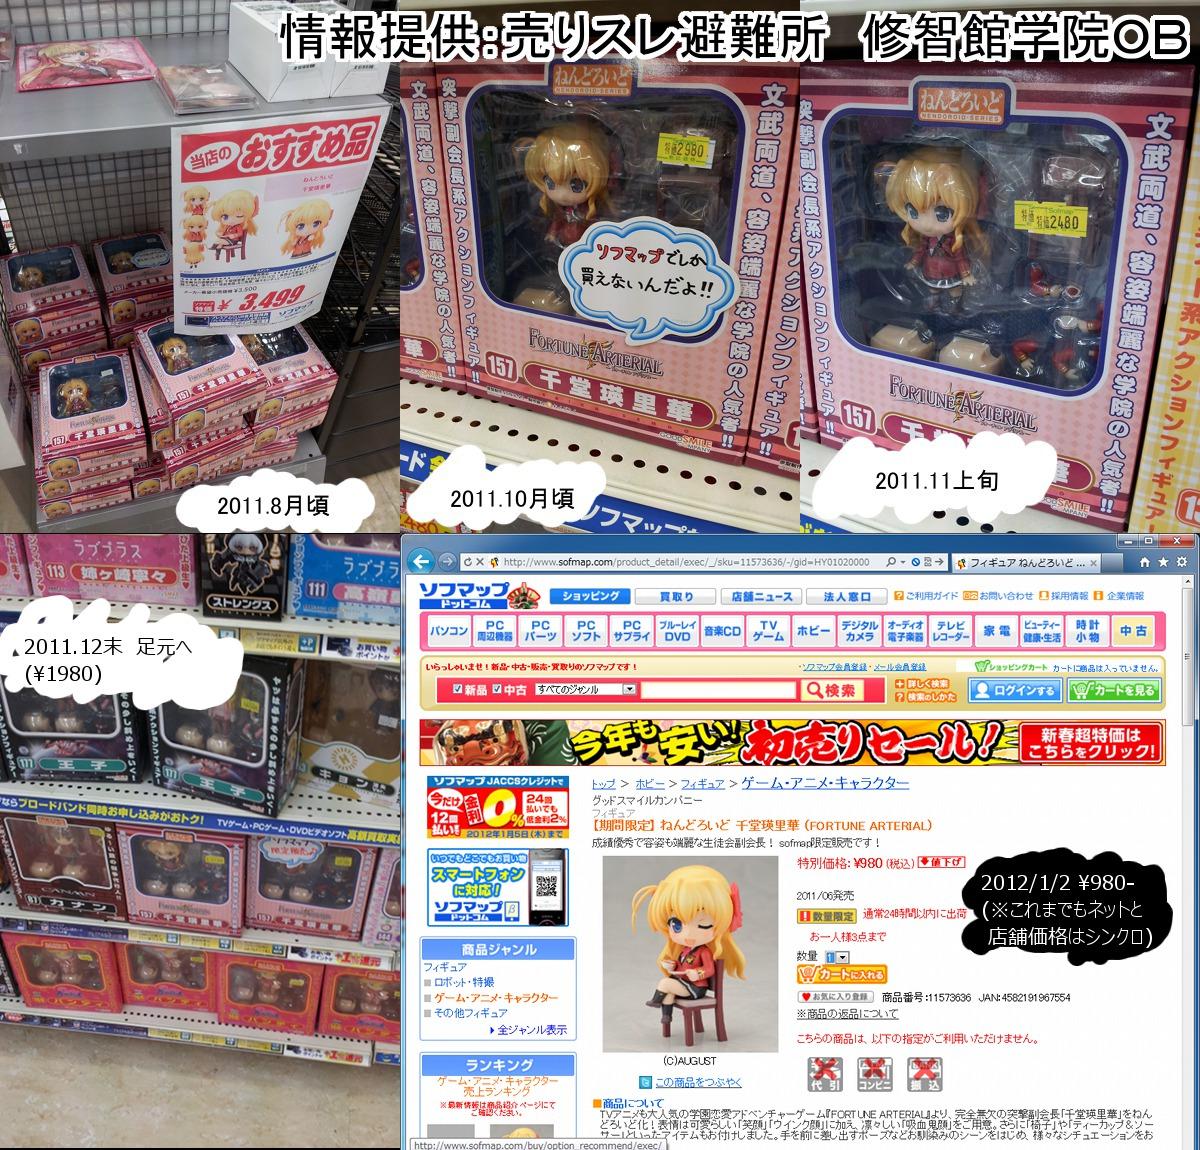 情報提供:売りスレ避難所　修智館学院OB
当店の
おすすめ品
ねんどろいど
千堂瑛里華
メーカー希望小売価格 ¥3,500
¥ 3,499
ソフマップ
2011.8月頃
ねんどろいど
NENDOROID-SERIES
文武両道、容姿端麗な学院の人気者!!
突撃副会長系アクションフィギュア!!
特価 2980
ソフマップでしか
買えないんだよ!!
FORTUNE ARTERIAL
157 千堂瑛里華
GOOD SMILE
COMPANY
2011.10月頃
ねんどろいど
NENDOROID-SERIES
突撃副会長系アクションフィギュア!!
文武両道、容姿端麗な学院の人気者!!
Sofmap
特価 ¥2480
FORTUNE ARTERIAL
157
2011.11上旬
ラブプラス
113 姉ヶ崎寧々
ストレングス
111
2011.12末　足元へ
(¥1980)
王子
王子
キョン
ブロードバンド同時お申し込みがおトク!
TVゲーム・PCゲーム・DVDビデオソフト高価買取
CANAAN
カナン
157 千堂瑛里華
千堂瑛里華
http://www.sofmap.com/product_detail/exec/_/sku=11573636/-/gid=HY01020000
フィギュア ねんどろいど ...
ソフマップ
ドットコム
ショッピング
買取り
店舗ニュース
法人窓口
ご利用ガイド
お問い合わせ
採用情報
企業情報
パソコン
PC周辺機器
PCパーツ
PCソフト
PCサプライ
ブルーレイDVD
音楽CD
TVゲーム
ホビー
デジタルカメラ
オーディオ電子楽器
テレビレコーダー
家電
ビューティー健康・生活
時計小物
中古
いらっしゃいませ!新品・中古・販売・買取りのソフマップです!
・ソフマップ会員登録・メール会員登録
ショッピングカート カートに商品は入っていません。
新品 中古 すべてのジャンル
検索
詳しく検索
検索のしかた
ログインする
カートを見る
今年も安い! 初売りセール!
新春超特価は
こちらをクリック!
ソフマップJACCSクレジットで
今だけ
12回払いまで
金利0%
24回払いでも低金利2%
2012年1月5日(木)まで
いつでもどこでもお買い物
スマートフォン
に対応!
ソフマップ
ドットコム
商品ジャンル
フィギュア
ロボット・特撮
ゲーム・アニメ・キャラクター
その他フィギュア
全ジャンル表示
ランキング
ゲーム・アニメ・キャラクター
売上ランキング
※最新情報は商品紹介ページにてご確認ください。
トップ > ホビー > フィギュア > ゲーム・アニメ・キャラクター
グッドスマイルカンパニー
フィギュア
【期間限定】 ねんどろいど 千堂瑛里華 (FORTUNE ARTERIAL)
成績優秀で容姿も端麗な生徒会副会長! sofmap限定販売です!
特別価格: ¥980 (税込) 値下げ
2011/06発売
数量限定 通常24時間以内に出荷
お一人様3点まで
数量 1
カートに入れる
お気に入り登録 商品番号:11573636 JAN:4582191967554
※商品の返品について
こちらの商品は、以下の指定がご利用いただけません。
代引 コンビニ 振込
(C)AUGUST
この商品をつぶやく
2012/1/2 ¥980-
(※これまでもネットと
店舗価格はシンクロ)
商品について
TVアニメも大人気の学園恋愛アドベンチャーゲーム『FORTUNE ARTERIAL』より、完全無欠の突撃副会長「千堂瑛里華」をねんどろいど化!表情は可愛らしい「笑顔」「ウィンク顔」に加え、凛々しい「吸血鬼顔」をご用意。さらに「椅子」や「ティーカップ&ソーサー」といったアイテムもお付けしました。手を前に差し出すポーズなどお馴染みのシーンをはじめ、様々なシチュエーションをお
http://www.sofmap.com/buy/option_recommend/exec/